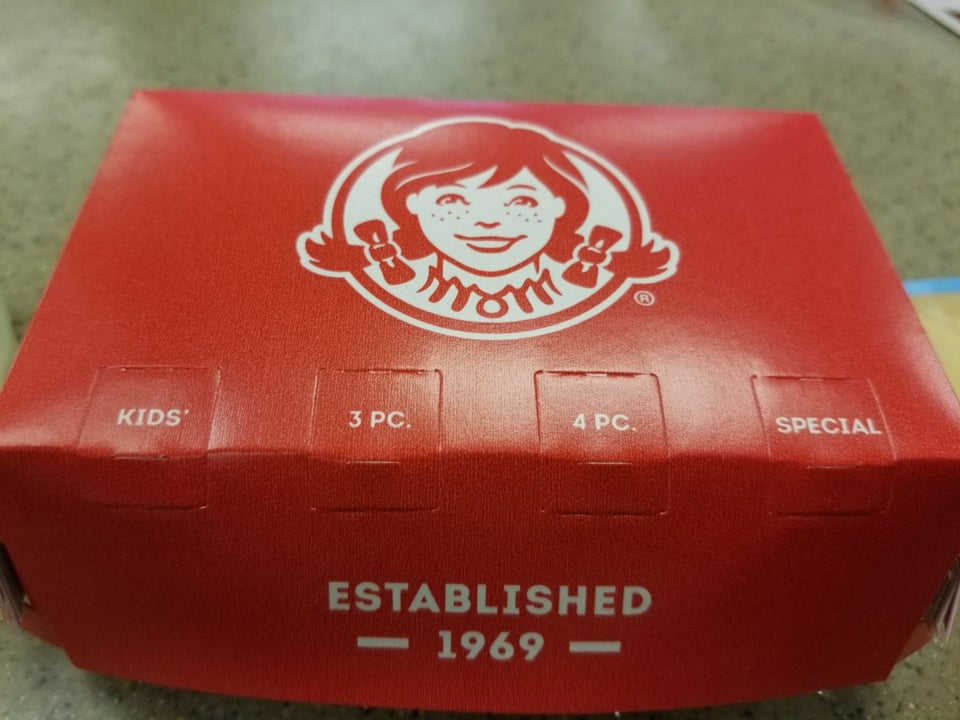 ®
KIDS' 3 PC. 4 PC. SPECIAL
ESTABLISHED
1969